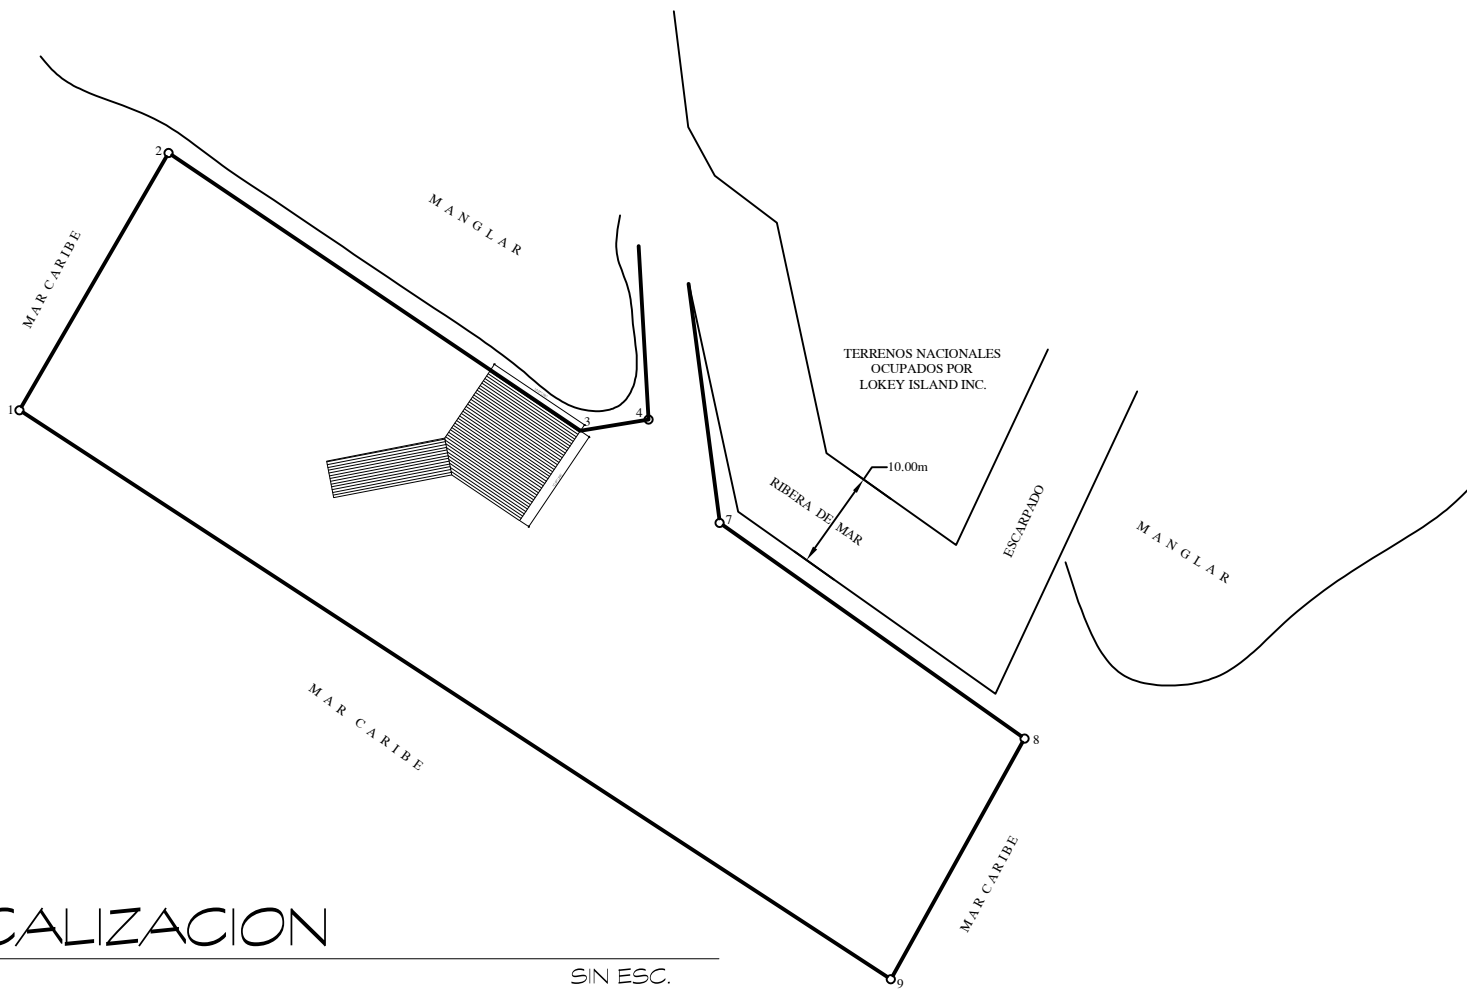 2
MANGLAR
MAR CARIBE
1
3
4
TERRENOS NACIONALES
OCUPADOS POR
LOKEY ISLAND INC.
10.00m
RIBERA DE MAR
ESCARPADO
MANGLAR
7
MAR CARIBE
8
MAR CARIBE
9
CALIZACION
SIN ESC.